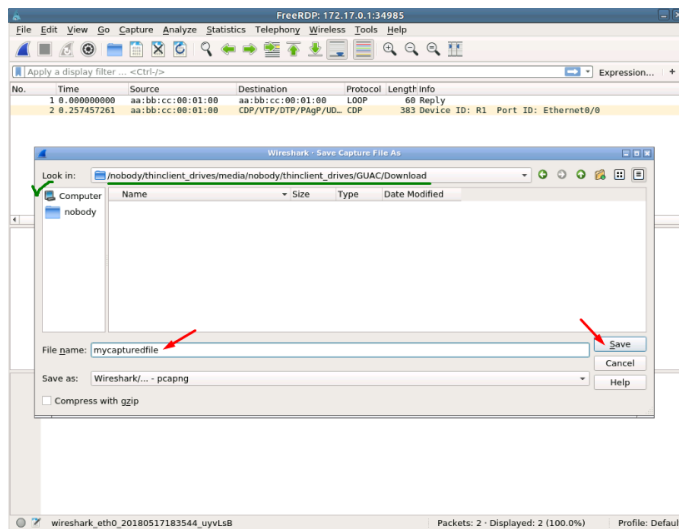 FreeRDP: 172.17.0.1:34985
File Edit View Go Capture Analyze Statistics Telephony Wireless Tools Help
Apply a display filter ... <Ctrl-/> Expression... +
No. Time Source Destination Protocol Length Info
1 0.000000000 aa:bb:cc:00:01:00 aa:bb:cc:00:01:00 LOOP 60 Reply
2 0.257457261 aa:bb:cc:00:01:00 CDP/VTP/DTP/PAgP/UD… CDP 383 Device ID: R1 Port ID: Ethernet0/0
Wireshark · Save Capture File As
Look in: /nobody/thinclient_drives/media/nobody/thinclient_drives/GUAC/Download
Computer Name Size Type Date Modified
nobody
File name: mycapturedfile Save
Cancel
Save as: Wireshark/... - pcapng Help
Compress with gzip
wireshark_eth0_20180517183544_uyvLsB Packets: 2 · Displayed: 2 (100.0%) Profile: Defaul